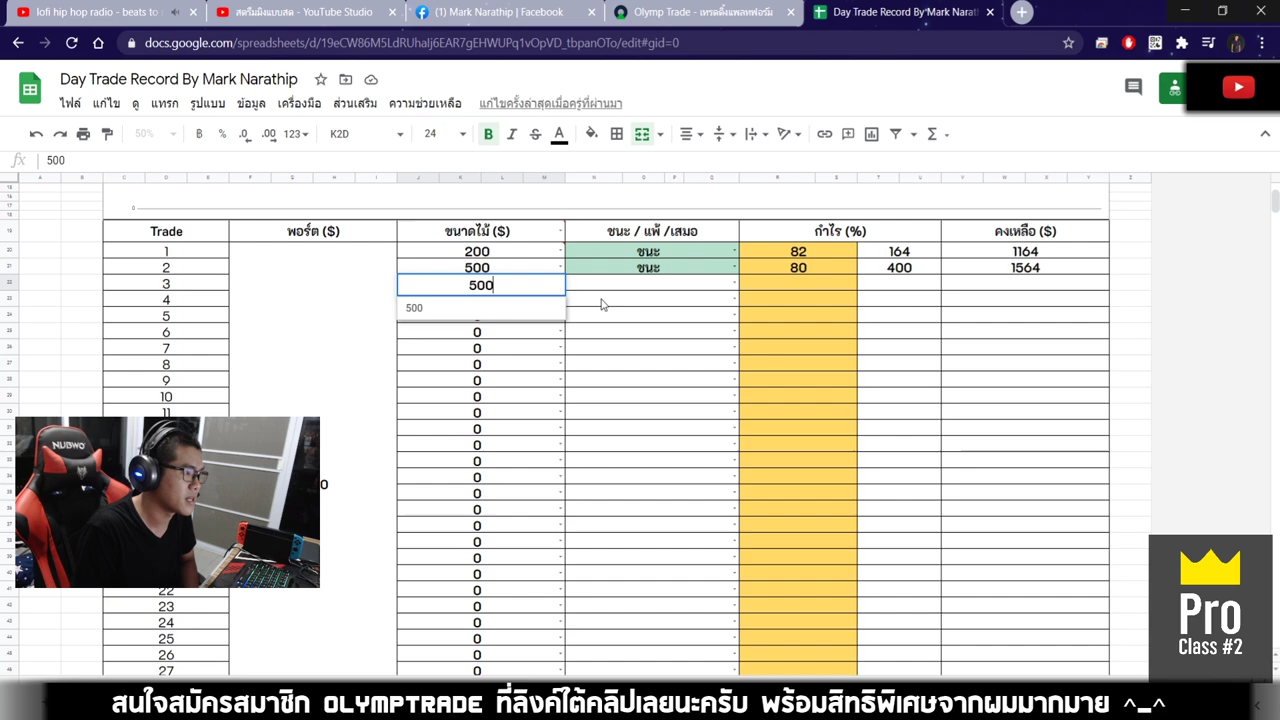 lofi hip hop radio - beats to s
สตรีมมิงแบบสด - YouTube Studio
(1) Mark Narathip | Facebook
Olymp Trade - เทรดดิ้งแพลทฟอร์ม
Day Trade Record By Mark Narat
docs.google.com/spreadsheets/d/19eCW86M5LdRUhaIj6EAR7gEHWUPq1vOpVD_tbpanOTo/edit#gid=0
Day Trade Record By Mark Narathip
ไฟล์ แก้ไข ดู แทรก รูปแบบ ข้อมูล เครื่องมือ ส่วนเสริม ความช่วยเหลือ แก้ไขครั้งล่าสุดเมื่อครู่ที่ผ่านมา
50% ฿ % .0 .00 123 K2D 24 B I S A
fx 500
A B C D E F G H I J K L M N O P Q R S T U V W X Y Z
0
Trade พอร์ต ($) ขนาดไม้ ($) ชนะ / แพ้ /เสมอ กำไร (%) คงเหลือ ($)
1 200 ชนะ 82 164 1164
2 500 ชนะ 80 400 1564
3 500
4 500
5
6 0
7 0
8 0
9 0
10 0
11 0
0
0
0
0
0
0
0
0
0
0
22 0
23 0
24 0
25 0
26 0
27 0
NUBWO
Pro
Class #2
สนใจสมัครสมาชิก OLYMPTRADE ที่ลิงค์ใต้คลิปเลยนะครับ พร้อมสิทธิพิเศษจากผมมากมาย ^_^